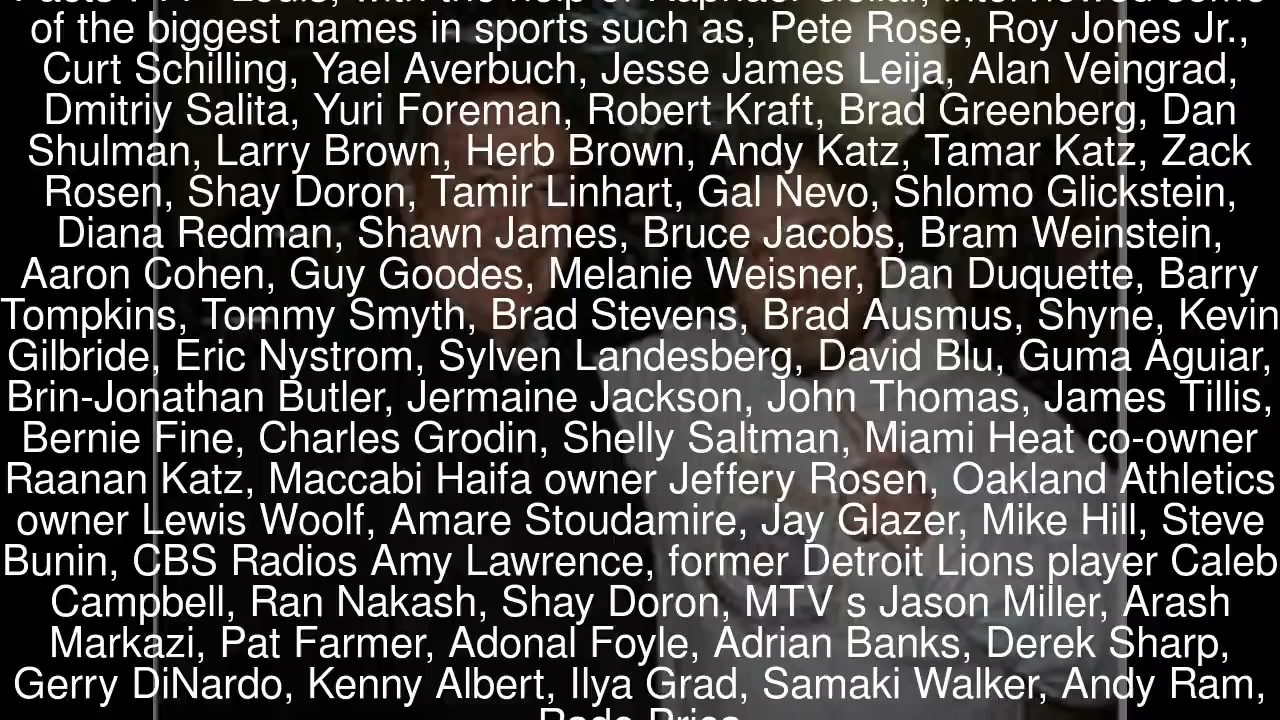 of the biggest names in sports such as, Pete Rose, Roy Jones Jr.,
Curt Schilling, Yael Averbuch, Jesse James Leija, Alan Veingrad,
Dmitriy Salita, Yuri Foreman, Robert Kraft, Brad Greenberg, Dan
Shulman, Larry Brown, Herb Brown, Andy Katz, Tamar Katz, Zack
Rosen, Shay Doron, Tamir Linhart, Gal Nevo, Shlomo Glickstein,
Diana Redman, Shawn James, Bruce Jacobs, Bram Weinstein,
Aaron Cohen, Guy Goodes, Melanie Weisner, Dan Duquette, Barry
Tompkins, Tommy Smyth, Brad Stevens, Brad Ausmus, Shyne, Kevin
Gilbride, Eric Nystrom, Sylven Landesberg, David Blu, Guma Aguiar,
Brin-Jonathan Butler, Jermaine Jackson, John Thomas, James Tillis,
Bernie Fine, Charles Grodin, Shelly Saltman, Miami Heat co-owner
Raanan Katz, Maccabi Haifa owner Jeffery Rosen, Oakland Athletics
owner Lewis Woolf, Amare Stoudamire, Jay Glazer, Mike Hill, Steve
Bunin, CBS Radios Amy Lawrence, former Detroit Lions player Caleb
Campbell, Ran Nakash, Shay Doron, MTV s Jason Miller, Arash
Markazi, Pat Farmer, Adonal Foyle, Adrian Banks, Derek Sharp,
Gerry DiNardo, Kenny Albert, Ilya Grad, Samaki Walker, Andy Ram,